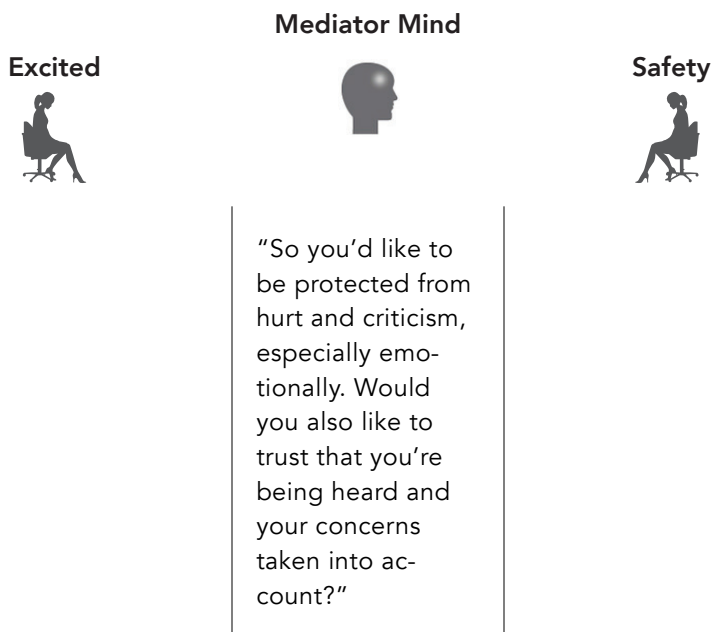 Mediator Mind
Excited
Safety
“So you’d like to
be protected from
hurt and criticism,
especially emo-
tionally. Would
you also like to
trust that you’re
being heard and
your concerns
taken into ac-
count?”